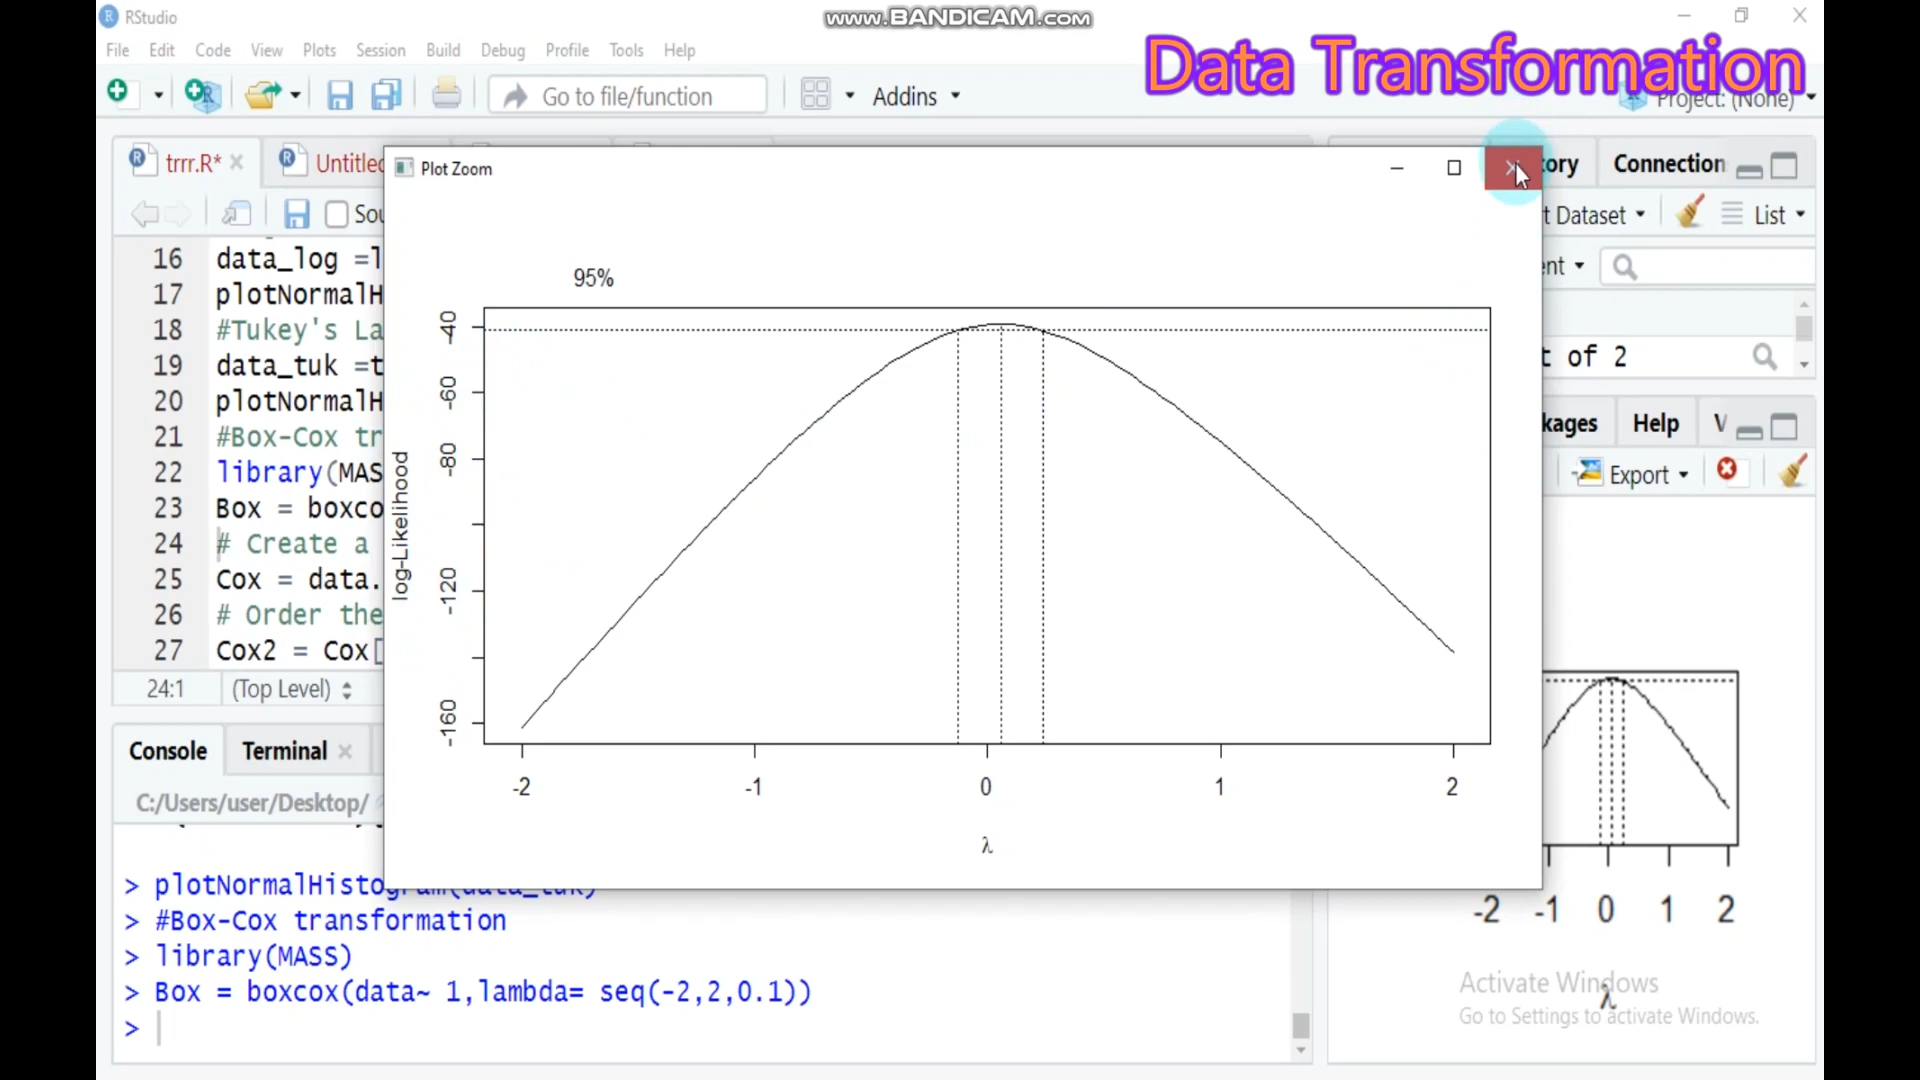 RStudio
www.BANDICAM.com
Data Transformation
File Edit Code View Plots Session Build Debug Profile Tools Help
Go to file/function
Addins
Project: (None)
trrr.R*
Plot Zoom
Connection
List
16 data_log =
17 plotNormalH
18 #Tukey's La
19 data_tuk =t
20 plotNormalH
21 #Box-Cox tr
22 library(MAS
23 Box = boxco
24 # Create a
25 Cox = data.
26 # Order the
27 Cox2 = Cox[
24:1 (Top Level)
95%
log-Likelihood
-40
-60
-80
-120
-160
-2 -1 0 1 2
λ
t of 2
kages Help V
Export
-2 -1 0 1 2
λ
Console Terminal
C:/Users/user/Desktop/
> plotNormalHistogram(data_tuk)
> #Box-Cox transformation
> library(MASS)
> Box = boxcox(data~ 1,lambda= seq(-2,2,0.1))
>
Activate Windows
Go to Settings to activate Windows.